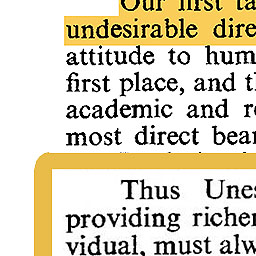 Our first ta
undesirable dire
attitude to hum
first place, and t
academic and r
most direct bear
Thus Unes
providing richer
vidual, must alw